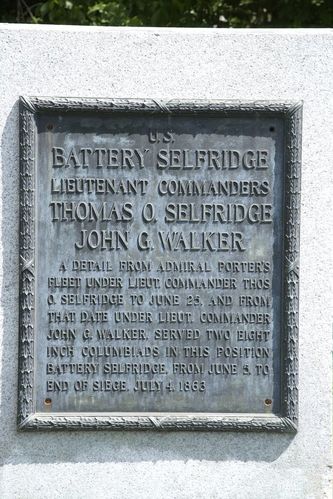 U.S.
BATTERY SELFRIDGE
LIEUTENANT COMMANDERS
THOMAS O. SELFRIDGE
JOHN G. WALKER
A DETAIL FROM ADMIRAL PORTER'S
FLEET UNDER LIEUT. COMMANDER THOS
O. SELFRIDGE TO JUNE 25, AND FROM
THAT DATE UNDER LIEUT. COMMANDER
JOHN G. WALKER, SERVED TWO EIGHT
INCH COLUMBIADS IN THIS POSITION
BATTERY SELFRIDGE, FROM JUNE 5, TO
END OF SIEGE, JULY 4, 1863